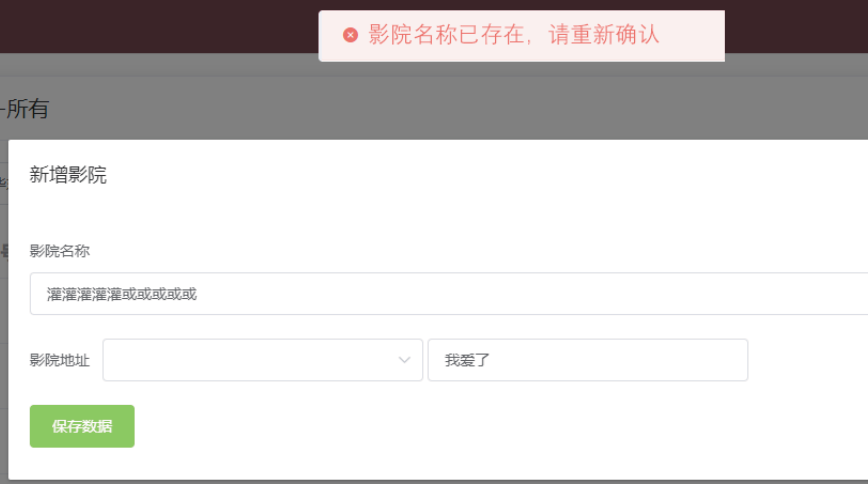 影院名称已存在，请重新确认
-所有
新增影院
影院名称
灌灌灌灌灌或或或或或
影院地址
我爱了
保存数据